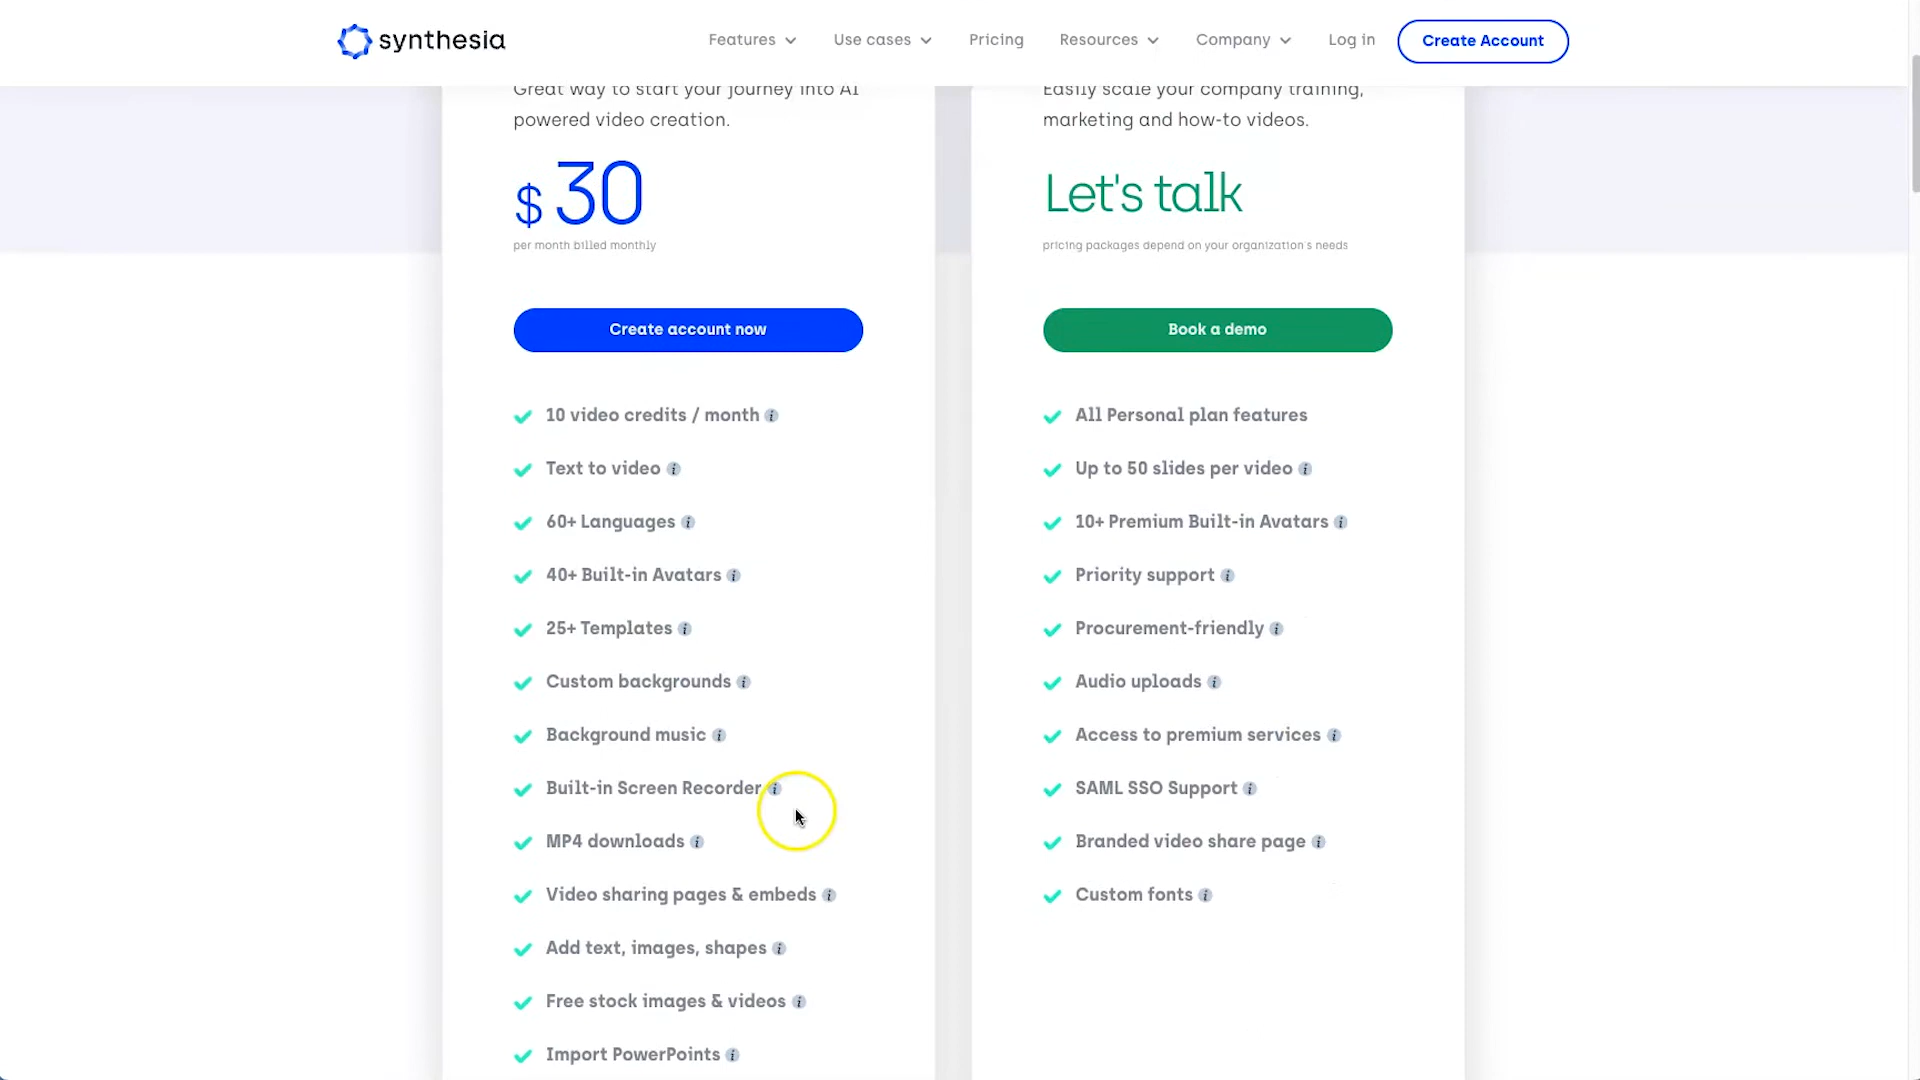 synthesia
Features
Use cases
Pricing
Resources
Company
Log in
Create Account
Great way to start your journey into AI
powered video creation.
$ 30
per month billed monthly
Create account now
10 video credits / month
Text to video
60+ Languages
40+ Built-in Avatars
25+ Templates
Custom backgrounds
Background music
Built-in Screen Recorder
MP4 downloads
Video sharing pages & embeds
Add text, images, shapes
Free stock images & videos
Import PowerPoints
Easily scale your company training,
marketing and how-to videos.
Let's talk
pricing packages depend on your organization's needs
Book a demo
All Personal plan features
Up to 50 slides per video
10+ Premium Built-in Avatars
Priority support
Procurement-friendly
Audio uploads
Access to premium services
SAML SSO Support
Branded video share page
Custom fonts